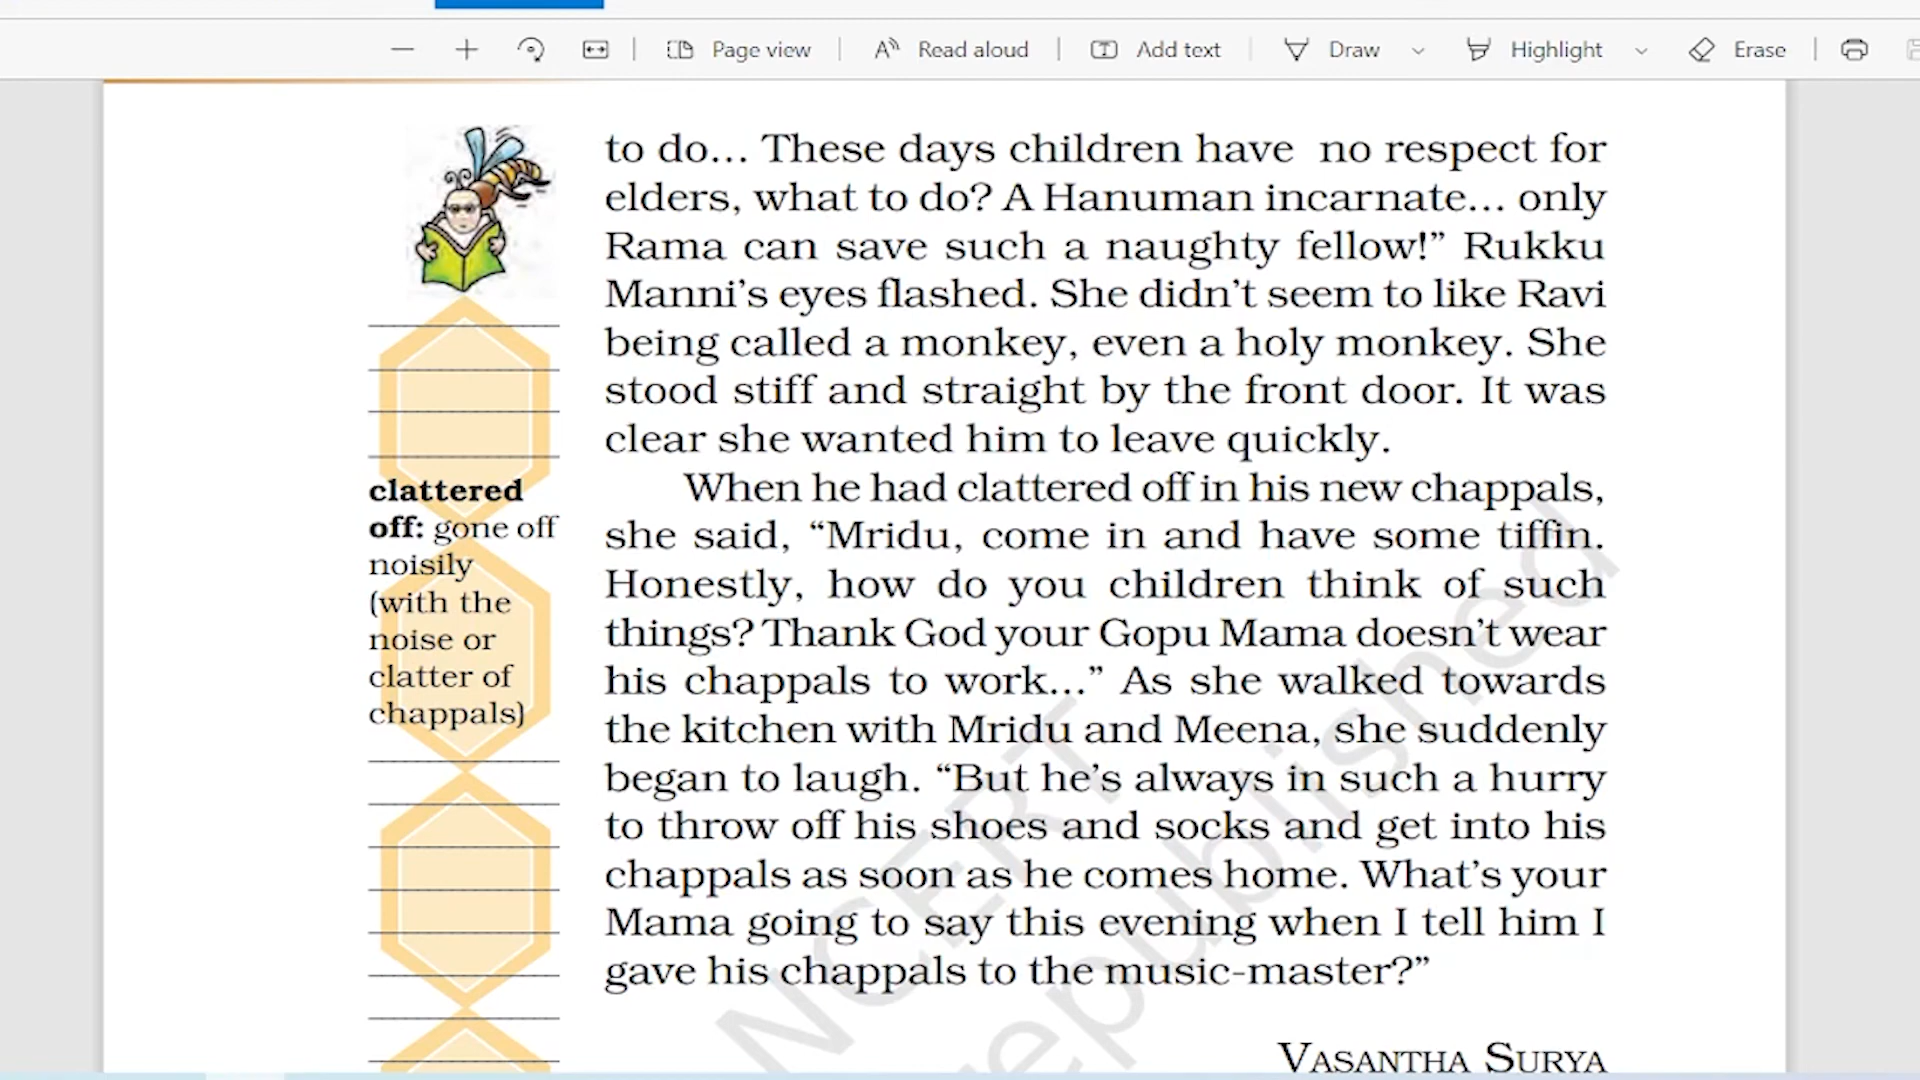 Page view
Read aloud
Add text
Draw
Highlight
Erase
to do... These days children have no respect for
elders, what to do? A Hanuman incarnate... only
Rama can save such a naughty fellow!” Rukku
Manni’s eyes flashed. She didn’t seem to like Ravi
being called a monkey, even a holy monkey. She
stood stiff and straight by the front door. It was
clear she wanted him to leave quickly.
When he had clattered off in his new chappals,
she said, “Mridu, come in and have some tiffin.
Honestly, how do you children think of such
things? Thank God your Gopu Mama doesn’t wear
his chappals to work...” As she walked towards
the kitchen with Mridu and Meena, she suddenly
began to laugh. “But he’s always in such a hurry
to throw off his shoes and socks and get into his
chappals as soon as he comes home. What’s your
Mama going to say this evening when I tell him I
gave his chappals to the music-master?”
VASANTHA SURYA
clattered
off: gone off
noisily
(with the
noise or
clatter of
chappals)
NCERT
republished